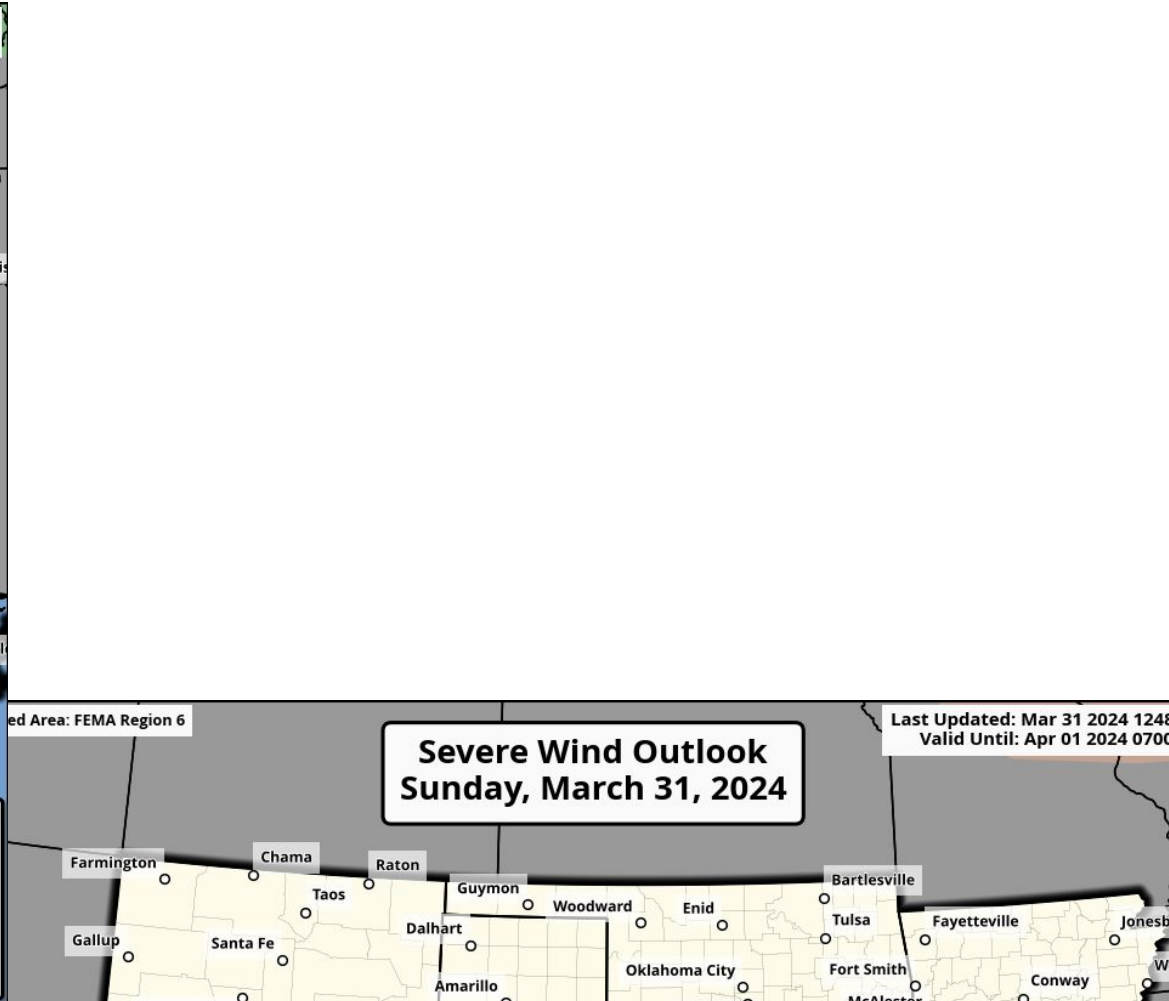 ed Area: FEMA Region 6
Last Updated: Mar 31 2024 1248
Valid Until: Apr 01 2024 0700
Severe Wind Outlook
Sunday, March 31, 2024
Farmington
Chama
Raton
Bartlesville
Guymon
Taos
Woodward
Enid
Tulsa
Fayetteville
Jonesb
Dalhart
Gallup
Santa Fe
Oklahoma City
Fort Smith
W
Conway
Amarillo
McAlester